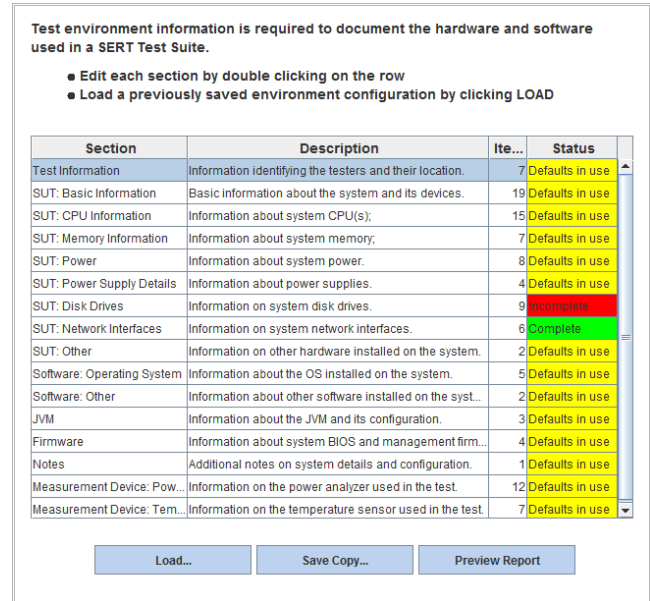 Test environment information is required to document the hardware and software
used in a SERT Test Suite.
Edit each section by double clicking on the row
Load a previously saved environment configuration by clicking LOAD
Section Description Ite... Status
Test Information Information identifying the testers and their location. 7 Defaults in use
SUT: Basic Information Basic information about the system and its devices. 19 Defaults in use
SUT: CPU Information Information about system CPU(s); 15 Defaults in use
SUT: Memory Information Information about system memory; 7 Defaults in use
SUT: Power Information about system power. 8 Defaults in use
SUT: Power Supply Details Information about power supplies. 4 Defaults in use
SUT: Disk Drives Information on system disk drives. 9 Incomplete
SUT: Network Interfaces Information on system network interfaces. 6 Complete
SUT: Other Information on other hardware installed on the system. 2 Defaults in use
Software: Operating System Information about the OS installed on the system. 5 Defaults in use
Software: Other Information about other software installed on the syst... 2 Defaults in use
JVM Information about the JVM and its configuration. 3 Defaults in use
Firmware Information about system BIOS and management firm... 4 Defaults in use
Notes Additional notes on system details and configuration. 1 Defaults in use
Measurement Device: Pow... Information on the power analyzer used in the test. 12 Defaults in use
Measurement Device: Tem... Information on the temperature sensor used in the test. 7 Defaults in use
Load... Save Copy... Preview Report